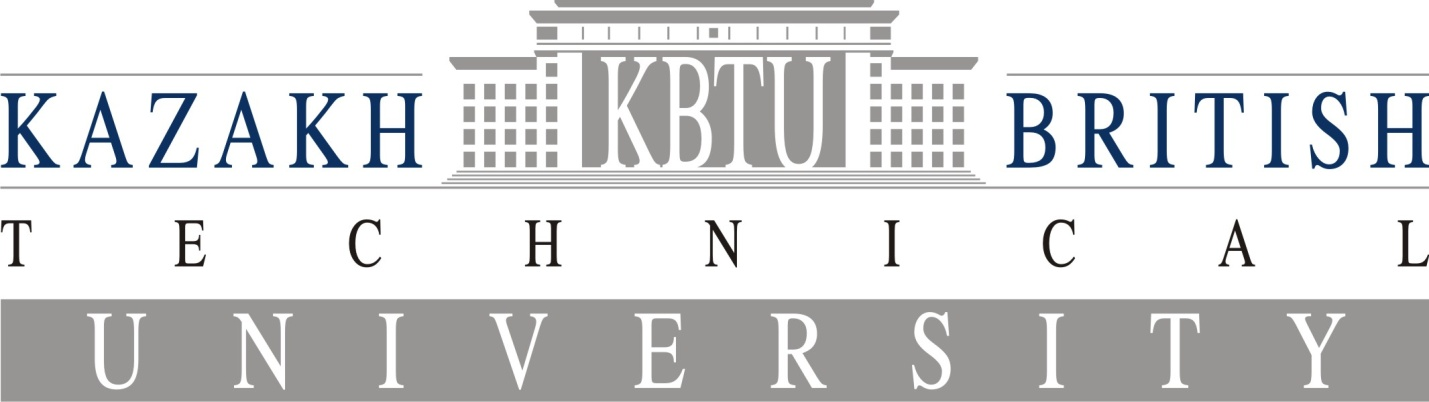 KAZAKH KBTU BRITISH
TECHNICAL
UNIVERSITY